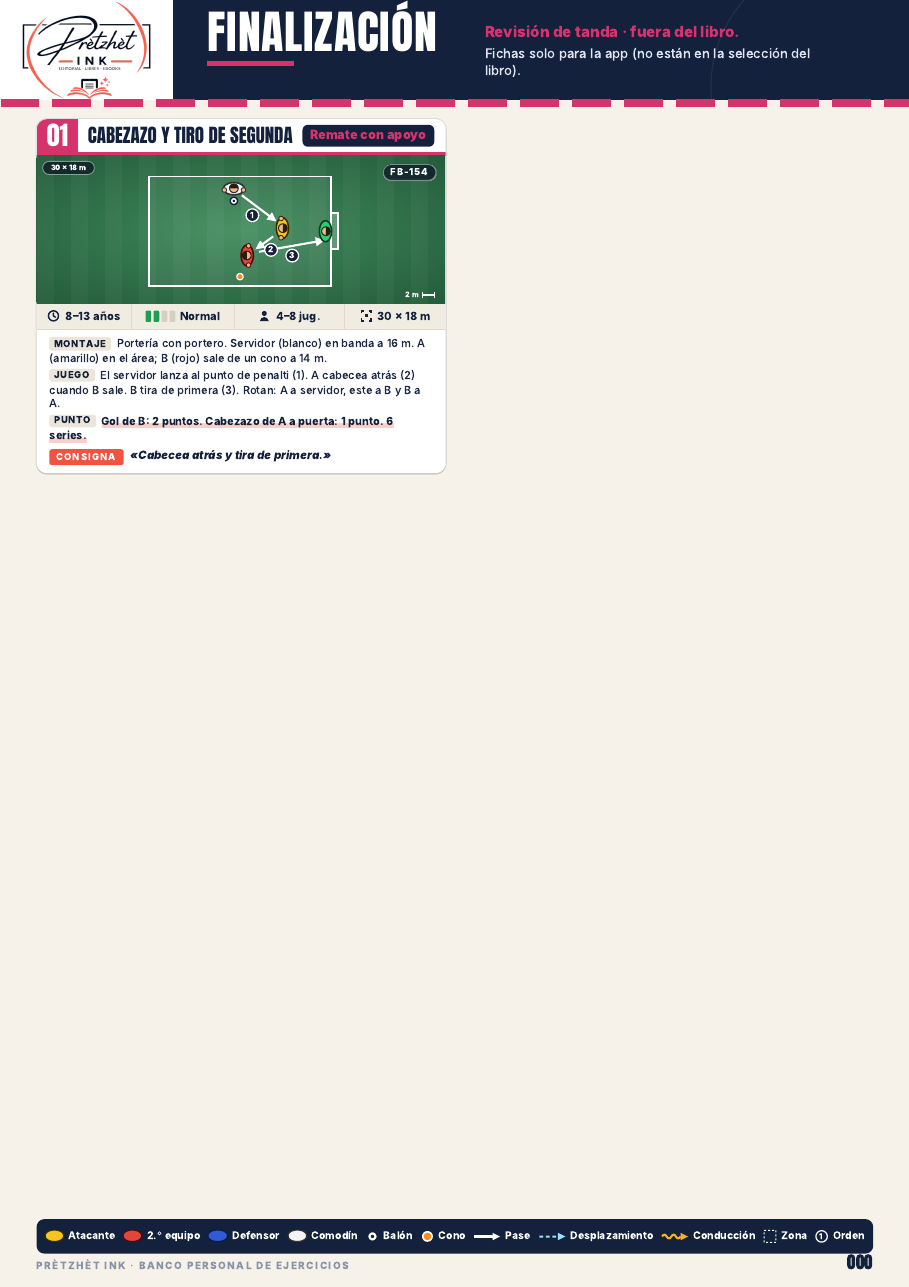 Prètzhèt
INK
EDITORIAL · LIBRES · EBOOKS
FINALIZACIÓN
Revisión de tanda · fuera del libro.
Fichas solo para la app (no están en la selección del
libro).
01 CABEZAZO Y TIRO DE SEGUNDA Remate con apoyo
30 × 18 m
FB-154
1
2
3
2 m
8–13 años Normal 4–8 jug. 30 × 18 m
MONTAJE Portería con portero. Servidor (blanco) en banda a 16 m. A
(amarillo) en el área; B (rojo) sale de un cono a 14 m.
JUEGO El servidor lanza al punto de penalti (1). A cabecea atrás (2)
cuando B sale. B tira de primera (3). Rotan: A a servidor, este a B y B a
A.
PUNTO Gol de B: 2 puntos. Cabezazo de A a puerta: 1 punto. 6
series.
CONSIGNA «Cabecea atrás y tira de primera.»
Atacante 2.º equipo Defensor Comodín Balón Cono Pase Desplazamiento Conducción Zona 1 Orden
PRÈTZHÈT INK · BANCO PERSONAL DE EJERCICIOS
000